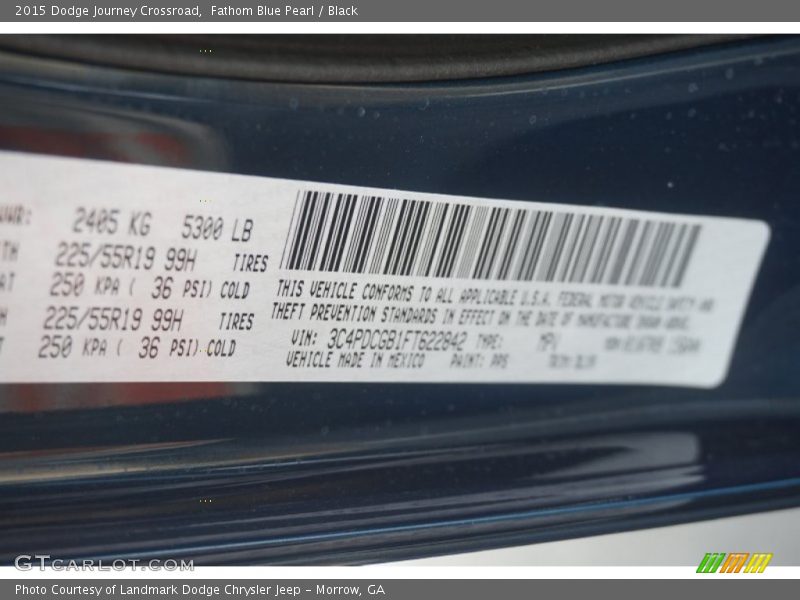 2015 Dodge Journey Crossroad, Fathom Blue Pearl / Black
2405 KG 5300 LB
225/55R19 99H TIRES
250 KPA ( 36 PSI) COLD
225/55R19 99H TIRES
250 KPA ( 36 PSI) COLD
THIS VEHICLE CONFORMS TO ALL APPLICABLE U.S.A. FEDERAL MOTOR VEHICLE SAFETY AND
THEFT PREVENTION STANDARDS IN EFFECT ON THE DATE OF MANUFACTURE SHOWN ABOVE.
VIN: 3C4PDCGB1FT622842 TYPE: MPV
VEHICLE MADE IN MEXICO PAINT: PPS
GTCARLOT.COM
Photo Courtesy of Landmark Dodge Chrysler Jeep - Morrow, GA